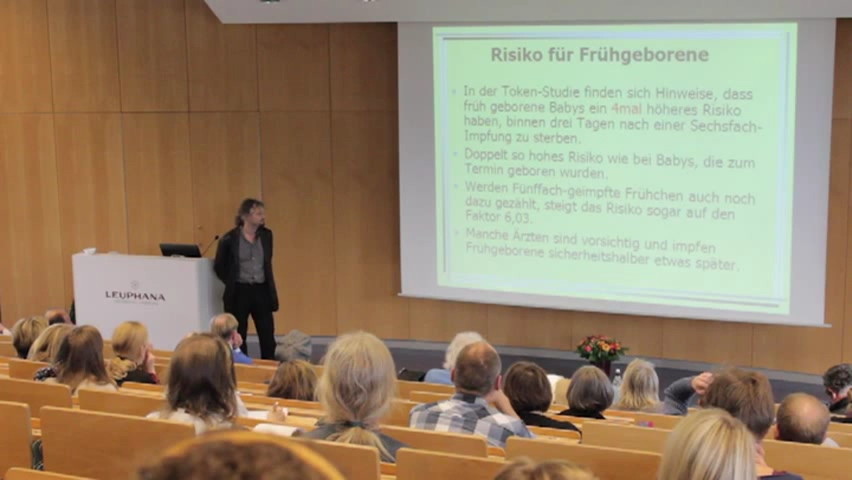 Risiko für Frühgeborene
In der Token-Studie finden sich Hinweise, dass
früh geborene Babys ein 4mal höheres Risiko
haben, binnen drei Tagen nach einer Sechsfach-
Impfung zu sterben.
Doppelt so hohes Risiko wie bei Babys, die zum
Termin geboren wurden.
Werden Fünffach-geimpfte Frühchen auch noch
dazu gezählt, steigt das Risiko sogar auf den
Faktor 6,03.
Manche Ärzten sind vorsichtig und impfen
Frühgeborene sicherheitshalber etwas später.
LEUPHANA